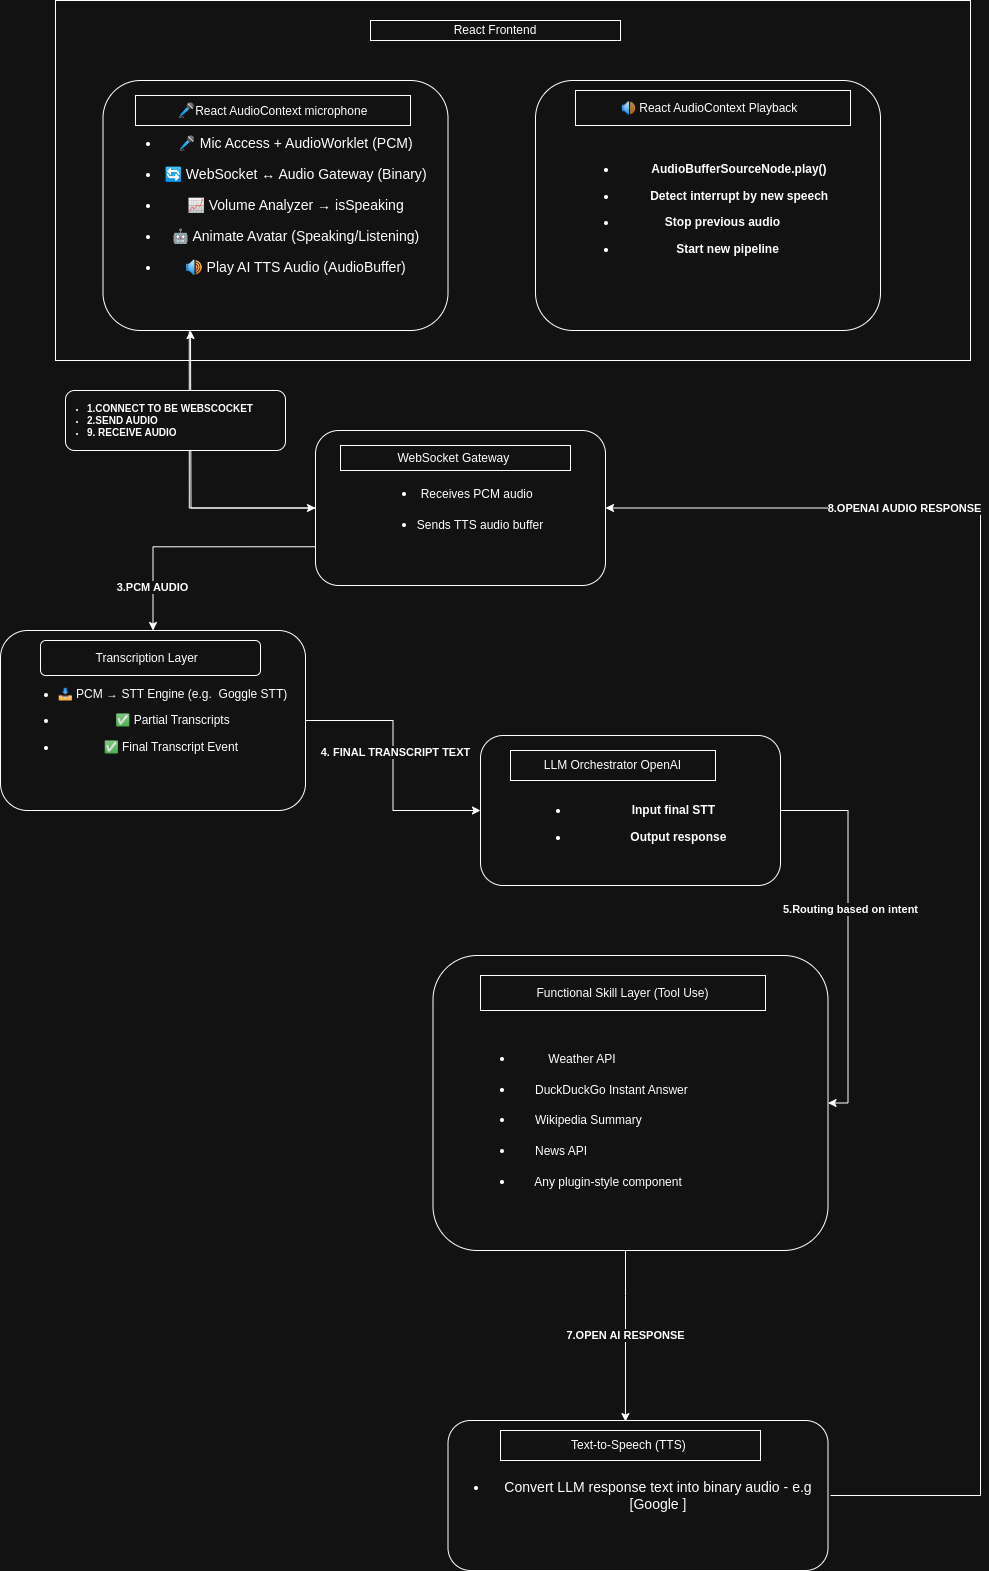 React Frontend
🎤React AudioContext microphone
• 🎤 Mic Access + AudioWorklet (PCM)
• 🔄 WebSocket ↔ Audio Gateway (Binary)
• 📈 Volume Analyzer → isSpeaking
• 🤖 Animate Avatar (Speaking/Listening)
• 🔊 Play AI TTS Audio (AudioBuffer)
🔊 React AudioContext Playback
• AudioBufferSourceNode.play()
• Detect interrupt by new speech
• Stop previous audio
• Start new pipeline
• 1.CONNECT TO BE WEBSCOCKET
• 2.SEND AUDIO
• 9. RECEIVE AUDIO
WebSocket Gateway
• Receives PCM audio
• Sends TTS audio buffer
8.OPENAI AUDIO RESPONSE
3.PCM AUDIO
Transcription Layer
• 📥 PCM → STT Engine (e.g. Goggle STT)
• ✅ Partial Transcripts
• ✅ Final Transcript Event
4. FINAL TRANSCRIPT TEXT
LLM Orchestrator OpenAI
• Input final STT
• Output response
5.Routing based on intent
Functional Skill Layer (Tool Use)
• Weather API
• DuckDuckGo Instant Answer
• Wikipedia Summary
• News API
• Any plugin-style component
7.OPEN AI RESPONSE
Text-to-Speech (TTS)
• Convert LLM response text into binary audio - e.g
[Google ]